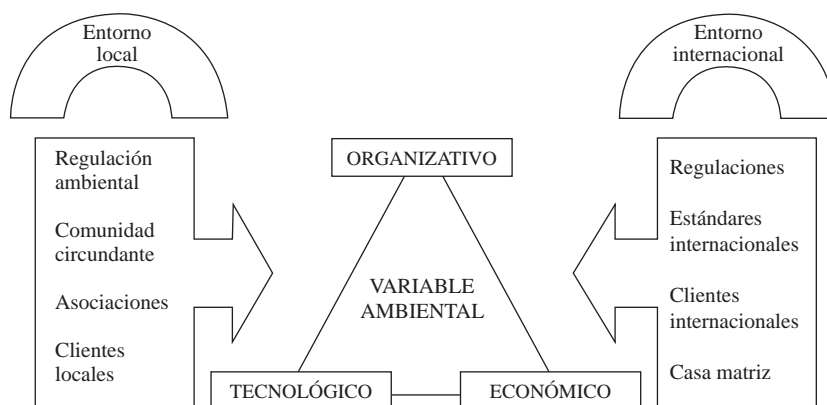 Entorno
local
Entorno
internacional
Regulación
ambiental
Comunidad
circundante
Asociaciones
Clientes
locales
ORGANIZATIVO
VARIABLE
AMBIENTAL
TECNOLÓGICO
ECONÓMICO
Regulaciones
Estándares
internacionales
Clientes
internacionales
Casa matriz